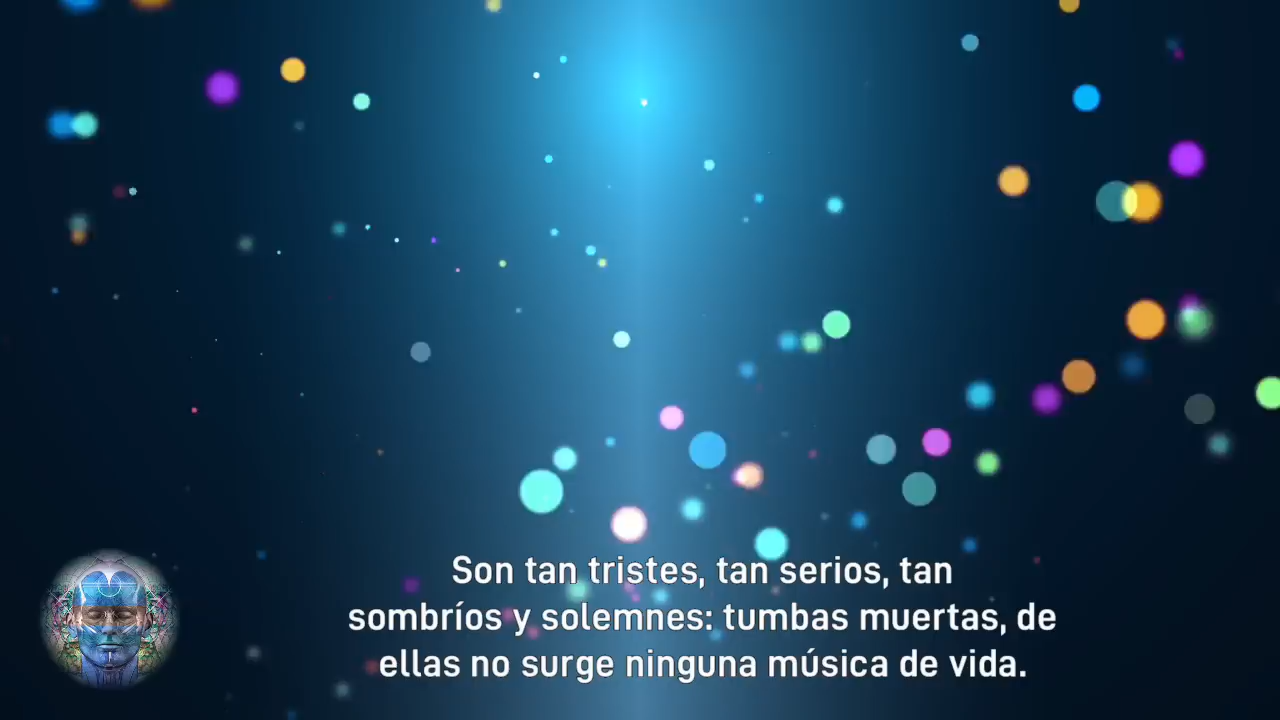 Son tan tristes, tan serios, tan
sombríos y solemnes: tumbas muertas, de
ellas no surge ninguna música de vida.